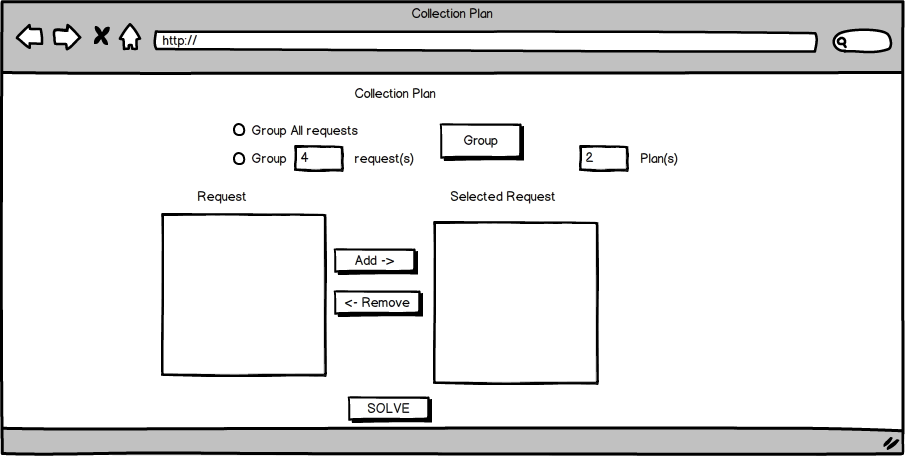 Collection Plan
http://
Collection Plan
Group All requests
Group
Group 4 request(s)
2 Plan(s)
Request
Selected Request
Add ->
<- Remove
SOLVE